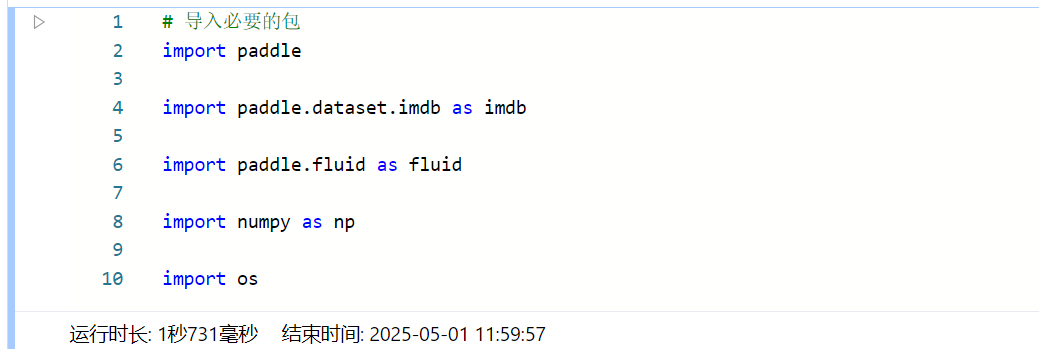 1 # 导入必要的包
2 import paddle
3
4 import paddle.dataset.imdb as imdb
5
6 import paddle.fluid as fluid
7
8 import numpy as np
9
10 import os
运行时长: 1秒731毫秒 结束时间: 2025-05-01 11:59:57